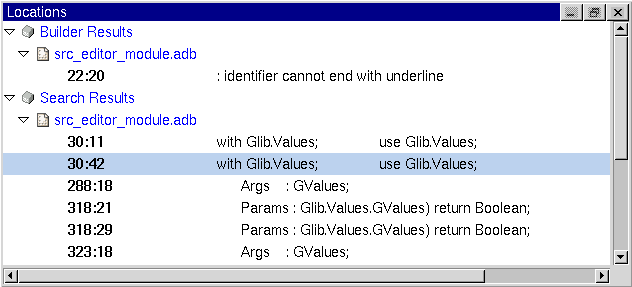 Locations
Builder Results
src_editor_module.adb
22:20 : identifier cannot end with underline
Search Results
src_editor_module.adb
30:11 with Glib.Values; use Glib.Values;
30:42 with Glib.Values; use Glib.Values;
288:18 Args : GValues;
318:21 Params : Glib.Values.GValues) return Boolean;
318:29 Params : Glib.Values.GValues) return Boolean;
323:18 Args : GValues;